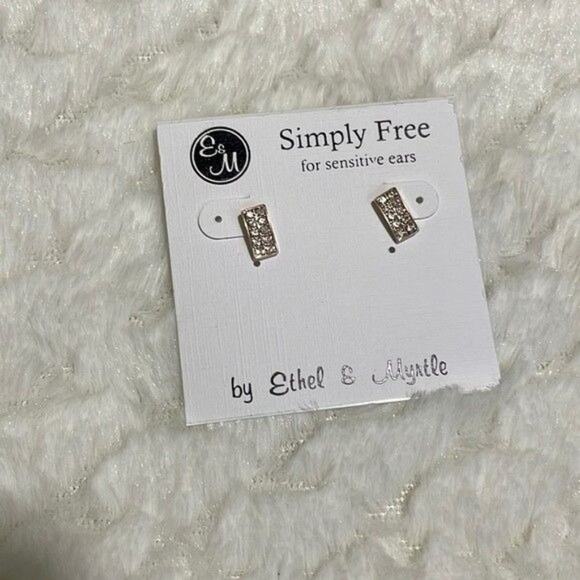 E&M
Simply Free
for sensitive ears
by Ethel & Myrtle